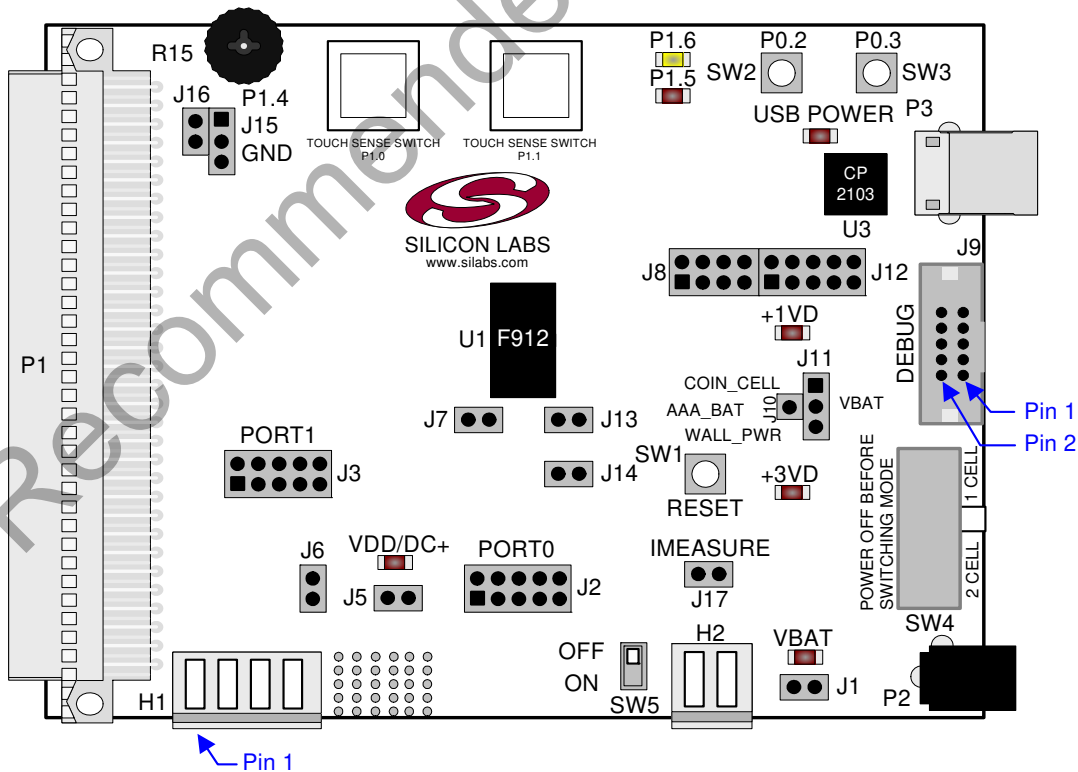 Recommende
R15
J16
P1.4
J15
GND
TOUCH SENSE SWITCH
P1.0
TOUCH SENSE SWITCH
P1.1
P1.6
P1.5
P0.2
SW2
P0.3
SW3
USB POWER
P3
CP
2103
U3
SILICON LABS
www.silabs.com
J8
J12
J9
DEBUG
+1VD
U1
F912
P1
J11
COIN_CELL
AAA_BAT
J10
VBAT
WALL_PWR
Pin 1
Pin 2
J7
J13
J14
PORT1
J3
SW1
RESET
+3VD
POWER OFF BEFORE
SWITCHING MODE
1 CELL
2 CELL
SW4
J6
VDD/DC+
J5
PORT0
J2
IMEASURE
J17
H1
OFF
ON
SW5
H2
VBAT
J1
P2
Pin 1